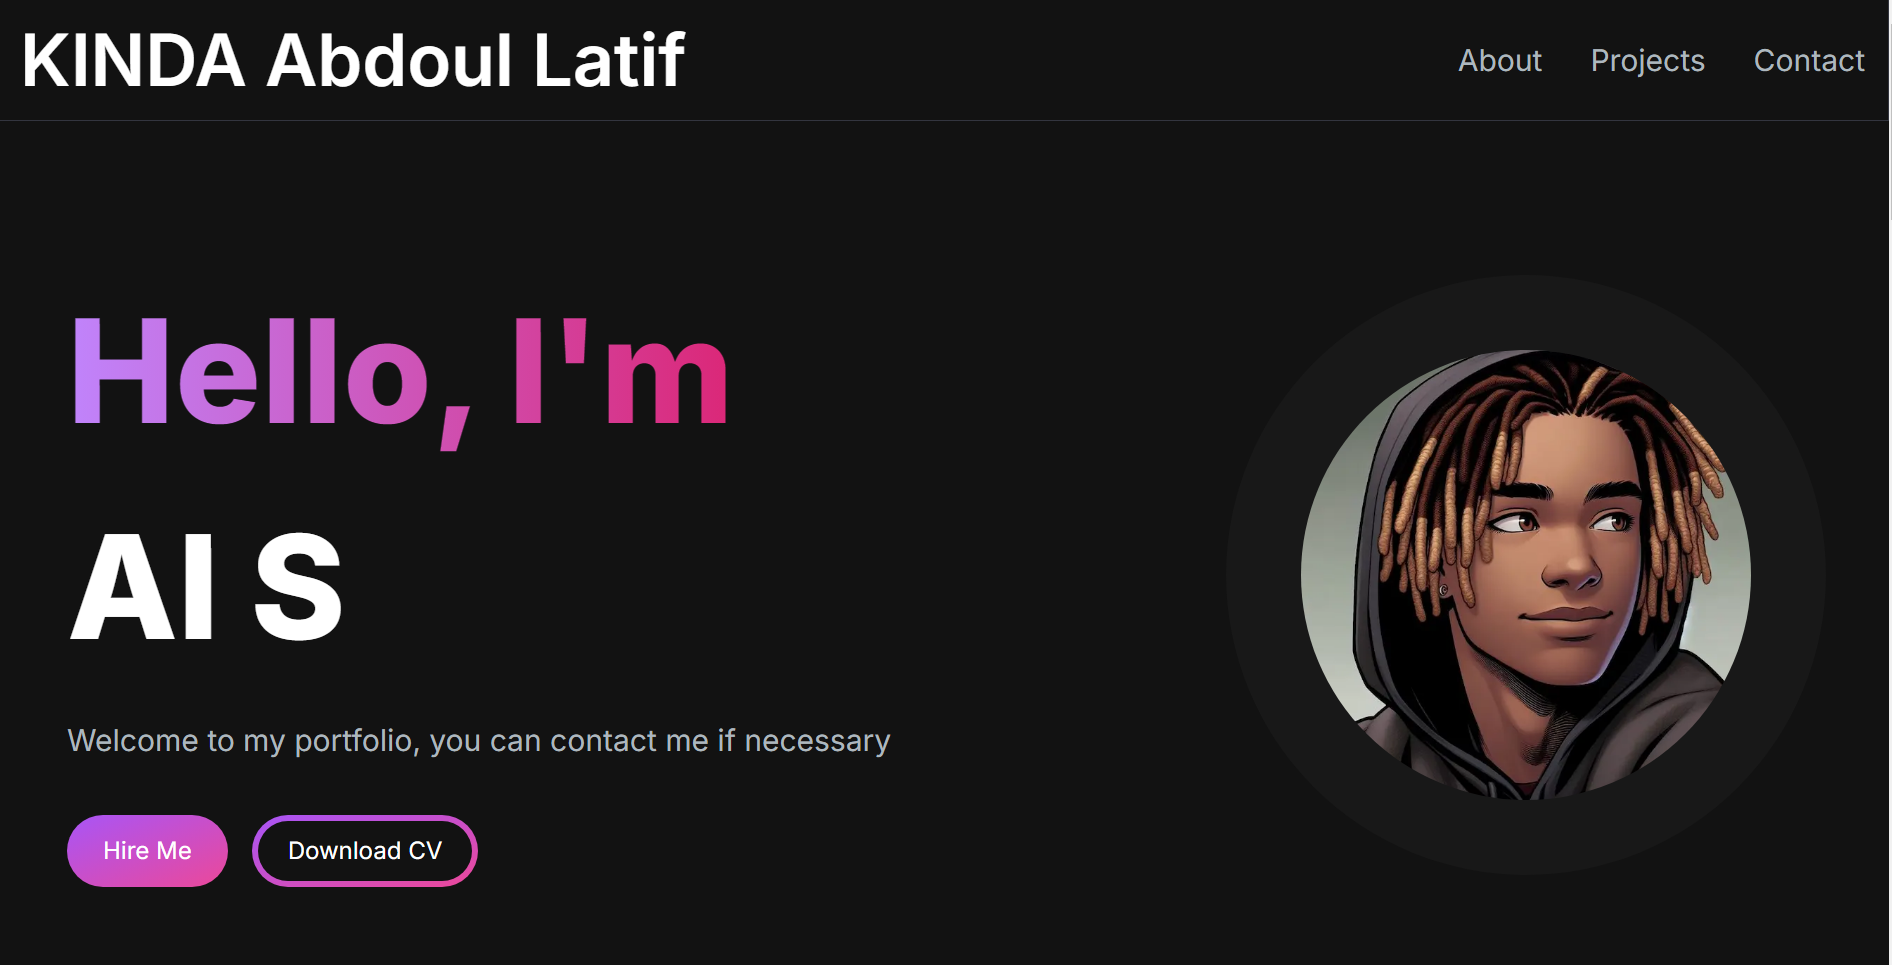 KINDA Abdoul Latif
About Projects Contact
Hello, I'm
AI S
Welcome to my portfolio, you can contact me if necessary
Hire Me
Download CV